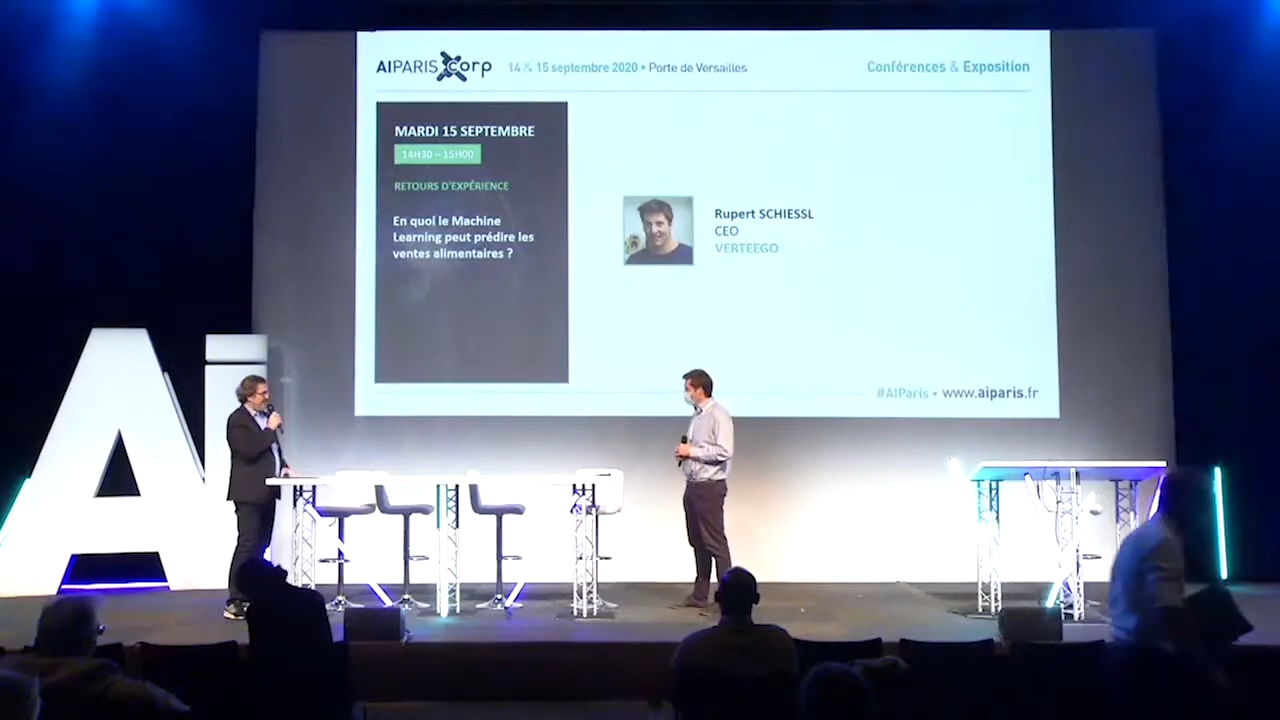 AIPARIS Xcorp 14 & 15 septembre 2020 • Porte de Versailles Conférences & Exposition
MARDI 15 SEPTEMBRE
14H30 – 15H00
RETOURS D'EXPÉRIENCE
En quoi le Machine
Learning peut prédire les
ventes alimentaires ?
Rupert SCHIESSL
CEO
VERTEEGO
#AIParis • www.aiparis.fr
Ai